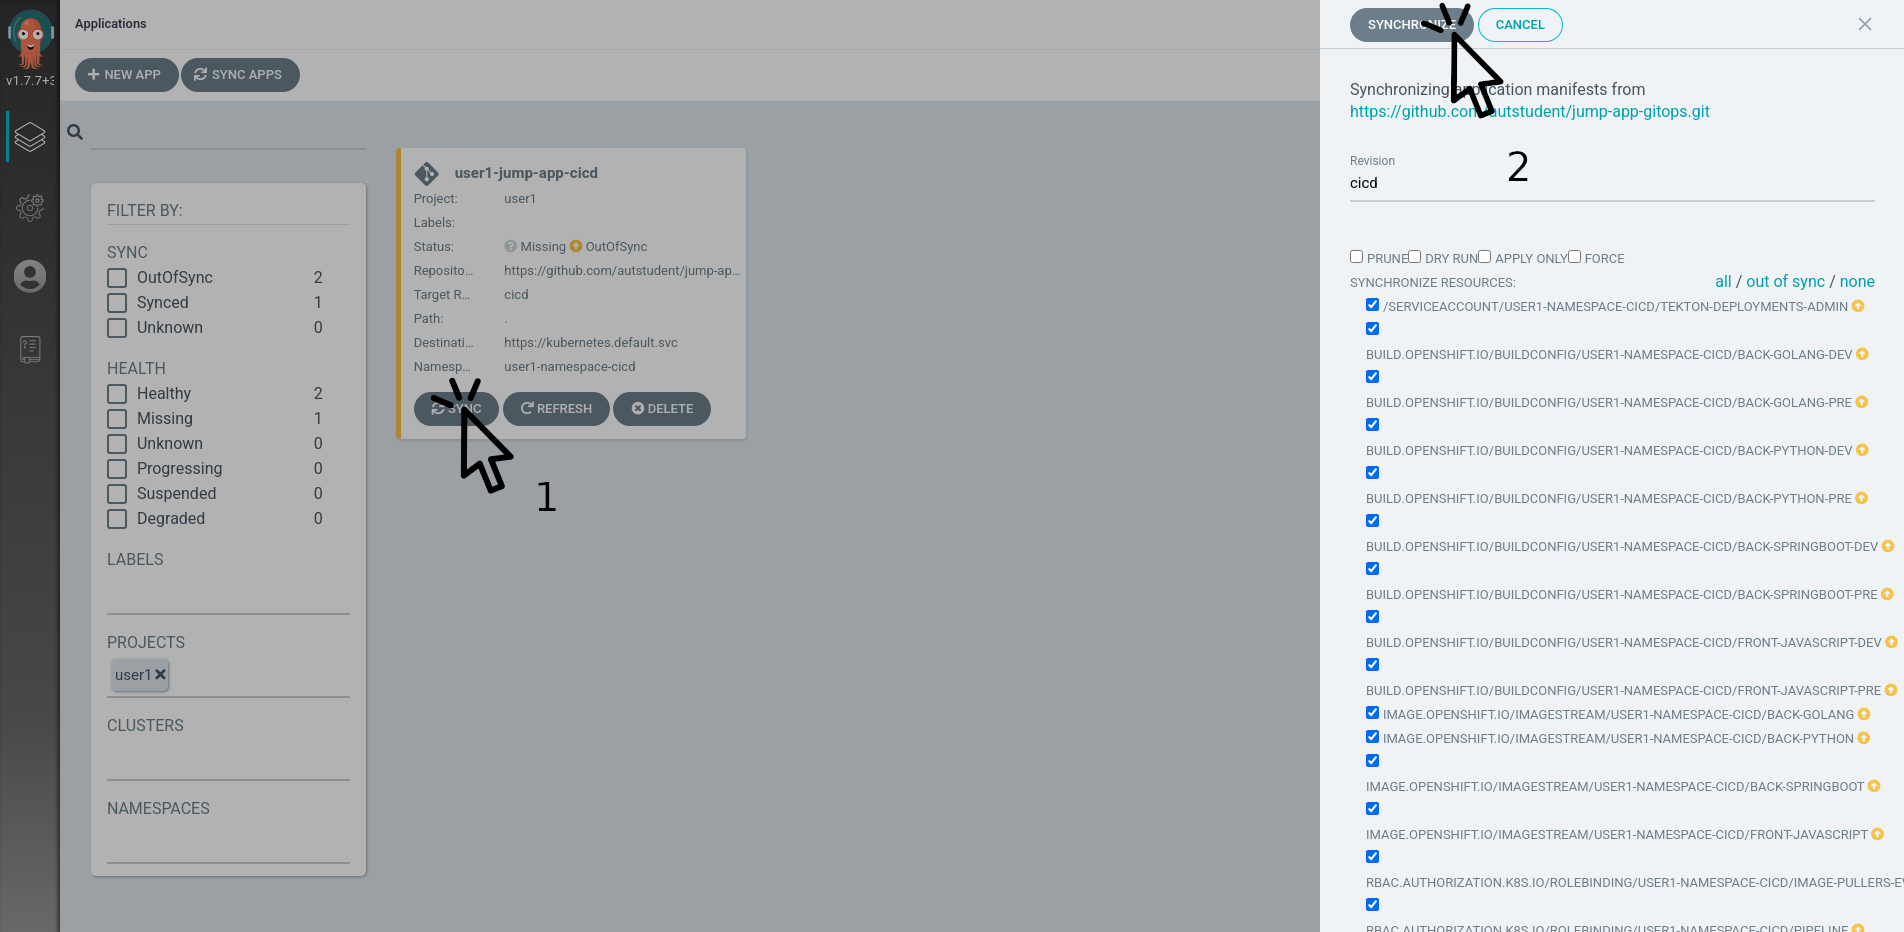 v1.7.7+3
Applications
NEW APP
SYNC APPS
FILTER BY:
SYNC
OutOfSync 2
Synced 1
Unknown 0
HEALTH
Healthy 2
Missing 1
Unknown 0
Progressing 0
Suspended 0
Degraded 0
LABELS
PROJECTS
user1
CLUSTERS
NAMESPACES
user1-jump-app-cicd
Project: user1
Labels:
Status: Missing OutOfSync
Reposito... https://github.com/autstudent/jump-ap...
Target R... cicd
Path: .
Destinati... https://kubernetes.default.svc
Namesp... user1-namespace-cicd
SYNC REFRESH DELETE
1
SYNCHRONIZE CANCEL
Synchronizing application manifests from
https://github.com/autstudent/jump-app-gitops.git
2
Revision
cicd
PRUNE DRY RUN APPLY ONLY FORCE
SYNCHRONIZE RESOURCES: all / out of sync / none
/SERVICEACCOUNT/USER1-NAMESPACE-CICD/TEKTON-DEPLOYMENTS-ADMIN
BUILD.OPENSHIFT.IO/BUILDCONFIG/USER1-NAMESPACE-CICD/BACK-GOLANG-DEV
BUILD.OPENSHIFT.IO/BUILDCONFIG/USER1-NAMESPACE-CICD/BACK-GOLANG-PRE
BUILD.OPENSHIFT.IO/BUILDCONFIG/USER1-NAMESPACE-CICD/BACK-PYTHON-DEV
BUILD.OPENSHIFT.IO/BUILDCONFIG/USER1-NAMESPACE-CICD/BACK-PYTHON-PRE
BUILD.OPENSHIFT.IO/BUILDCONFIG/USER1-NAMESPACE-CICD/BACK-SPRINGBOOT-DEV
BUILD.OPENSHIFT.IO/BUILDCONFIG/USER1-NAMESPACE-CICD/BACK-SPRINGBOOT-PRE
BUILD.OPENSHIFT.IO/BUILDCONFIG/USER1-NAMESPACE-CICD/FRONT-JAVASCRIPT-DEV
BUILD.OPENSHIFT.IO/BUILDCONFIG/USER1-NAMESPACE-CICD/FRONT-JAVASCRIPT-PRE
IMAGE.OPENSHIFT.IO/IMAGESTREAM/USER1-NAMESPACE-CICD/BACK-GOLANG
IMAGE.OPENSHIFT.IO/IMAGESTREAM/USER1-NAMESPACE-CICD/BACK-PYTHON
IMAGE.OPENSHIFT.IO/IMAGESTREAM/USER1-NAMESPACE-CICD/BACK-SPRINGBOOT
IMAGE.OPENSHIFT.IO/IMAGESTREAM/USER1-NAMESPACE-CICD/FRONT-JAVASCRIPT
RBAC.AUTHORIZATION.K8S.IO/ROLEBINDING/USER1-NAMESPACE-CICD/IMAGE-PULLERS-EV
RBAC.AUTHORIZATION.K8S.IO/ROLEBINDING/USER1-NAMESPACE-CICD/PIPELINE